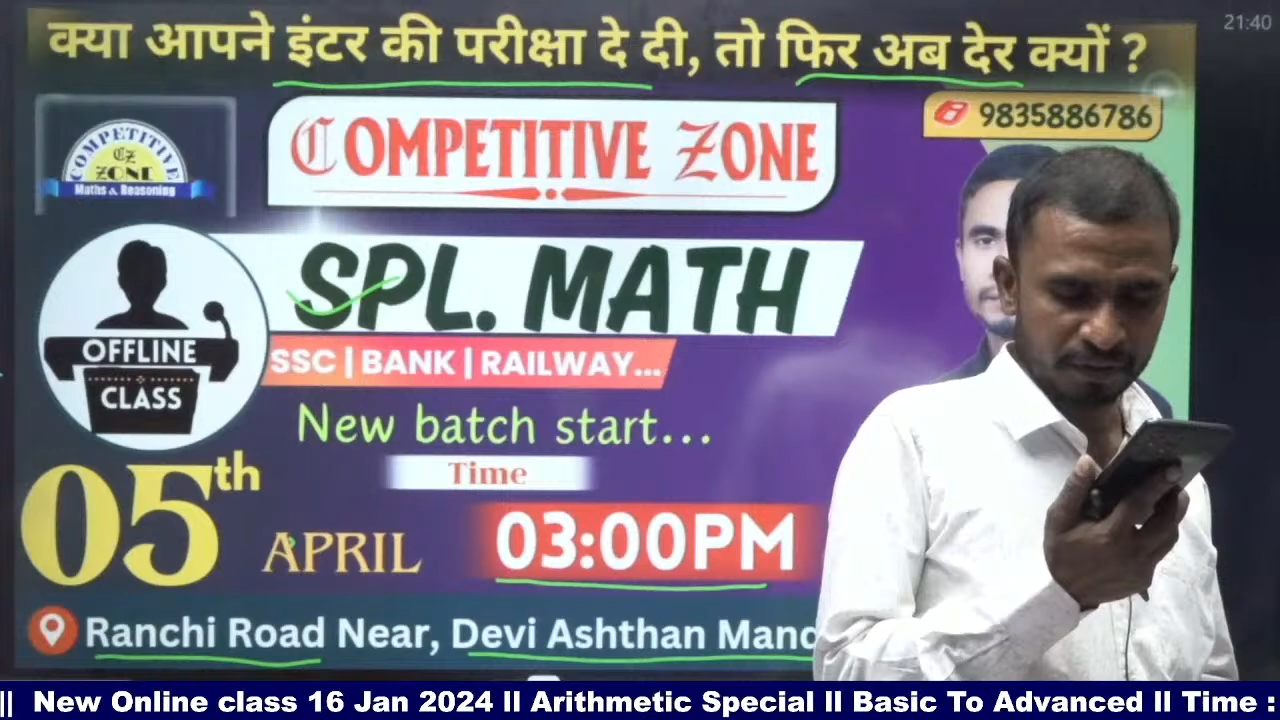 21:40
क्या आपने इंटर की परीक्षा दे दी, तो फिर अब देर क्यों ?
9835886786
COMPETITIVE ZONE
COMPETITIVE
CZ
ZONE
Maths & Reasoning
SPL. MATH
OFFLINE
CLASS
SSC | BANK | RAILWAY...
New batch start...
Time
05th APRIL
03:00PM
Ranchi Road Near, Devi Ashthan
|| New Online class 16 Jan 2024 ll Arithmetic Special ll Basic To Advanced ll Time :